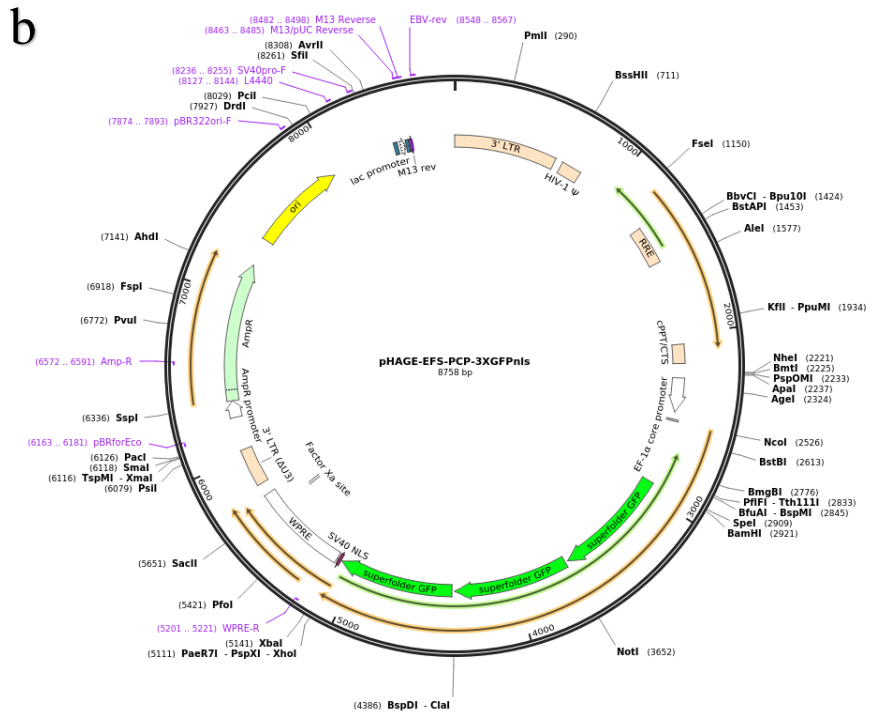 b
(8482 .. 8498) M13 Reverse
(8463 .. 8485) M13/pUC Reverse
(8308) AvrII
(8261) SfiI
(8236 .. 8255) SV40pro-F
(8127 .. 8144) L4440
(8029) PciI
(7927) DrdI
(7874 .. 7893) pBR322ori-F
EBV-rev (8548 .. 8567)
PmlI (290)
BssHII (711)
FseI (1150)
BbvCI - Bpu10I (1424)
BstAPI (1453)
AleI (1577)
KflI - PpuMI (1934)
NheI (2221)
BmtI (2225)
PspOMI (2233)
ApaI (2237)
AgeI (2324)
NcoI (2526)
BstBI (2613)
BmgBI (2776)
PflFI - Tth111I (2833)
BfuAI - BspMI (2845)
SpeI (2909)
BamHI (2921)
NotI (3652)
(4386) BspDI - ClaI
(5111) PaeR7I - PspXI - XhoI
(5141) XbaI
(5201 .. 5221) WPRE-R
(5421) PfoI
(5651) SacII
(6079) PsiI
(6116) TspMI - XmaI
(6118) SmaI
(6126) PacI
(6163 .. 6181) pBRforEco
(6336) SspI
(6572 .. 6591) Amp-R
(6772) PvuI
(6918) FspI
(7141) AhdI
1000
2000
3000
4000
5000
6000
7000
8000
3' LTR
HIV-1 Ψ
RRE
cPPT/CTS
EF-1α core promoter
superfolder GFP
superfolder GFP
superfolder GFP
SV40 NLS
WPRE
Factor Xa site
3' LTR (ΔU3)
AmpR promoter
AmpR
ori
lac promoter
M13 rev
pHAGE-EFS-PCP-3XGFPnls
8758 bp